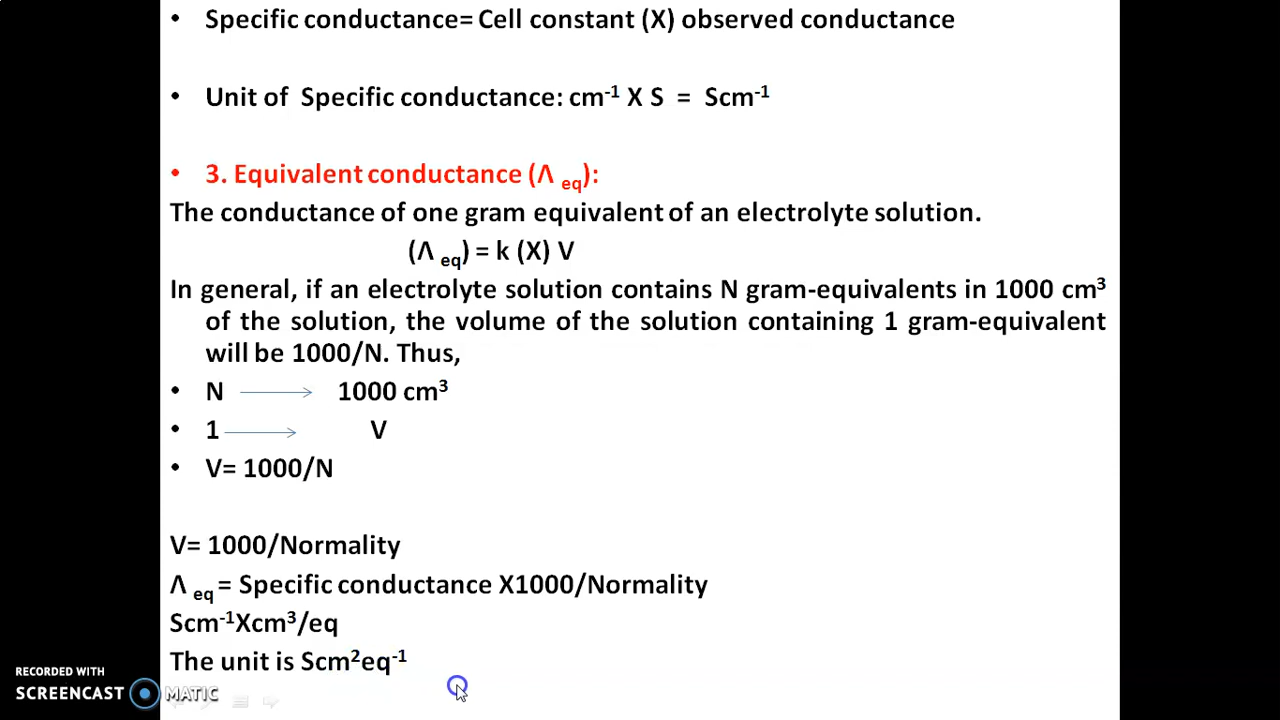 • Specific conductance= Cell constant (X) observed conductance
• Unit of Specific conductance: cm⁻¹ X S = Scm⁻¹
• 3. Equivalent conductance (Λ eq):
The conductance of one gram equivalent of an electrolyte solution.
(Λ eq) = k (X) V
In general, if an electrolyte solution contains N gram-equivalents in 1000 cm³
of the solution, the volume of the solution containing 1 gram-equivalent
will be 1000/N. Thus,
• N → 1000 cm³
• 1 → V
• V= 1000/N
V= 1000/Normality
Λ eq = Specific conductance X1000/Normality
Scm⁻¹Xcm³/eq
The unit is Scm²eq⁻¹
RECORDED WITH
SCREENCAST MATIC